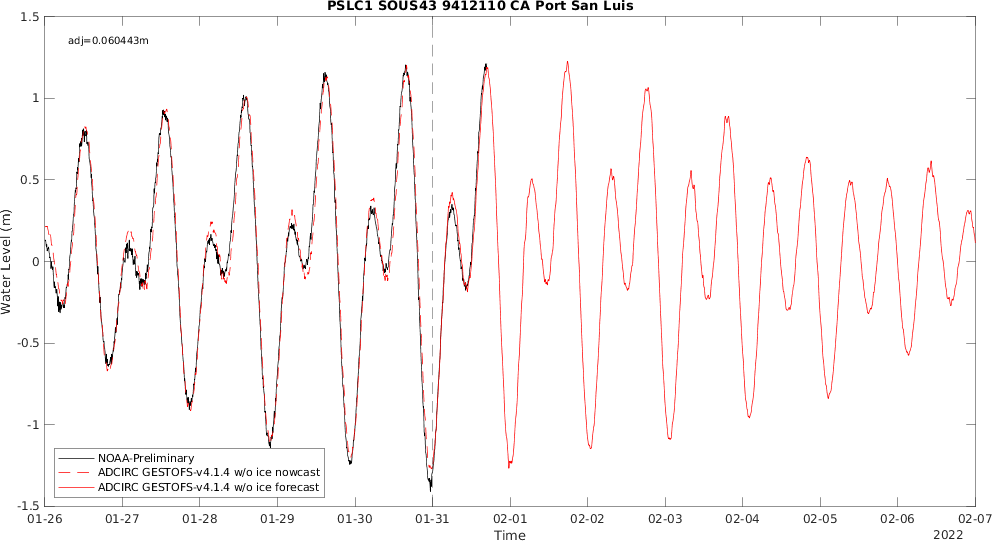 PSLC1 SOUS43 9412110 CA Port San Luis
adj=0.060443m
1.5
1
0.5
0
-0.5
-1
-1.5
Water Level (m)
NOAA-Preliminary
ADCIRC GESTOFS-v4.1.4 w/o ice nowcast
ADCIRC GESTOFS-v4.1.4 w/o ice forecast
01-26 01-27 01-28 01-29 01-30 01-31 02-01 02-02 02-03 02-04 02-05 02-06 02-07
Time
2022